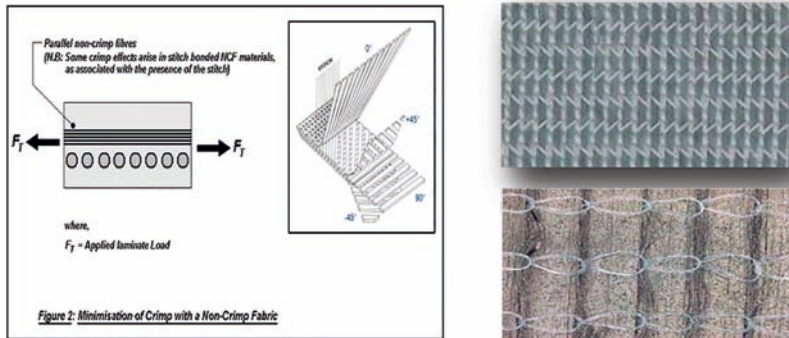 Parallel non-crimp fibres
(N.B: Some crimp effects arise in stitch bonded NCF materials,
as associated with the presence of the stitch)
F_T
F_T
where,
F_T = Applied laminate Load
STITCH
0°
+45°
90°
-45°
Figure 2: Minimisation of Crimp with a Non-Crimp Fabric